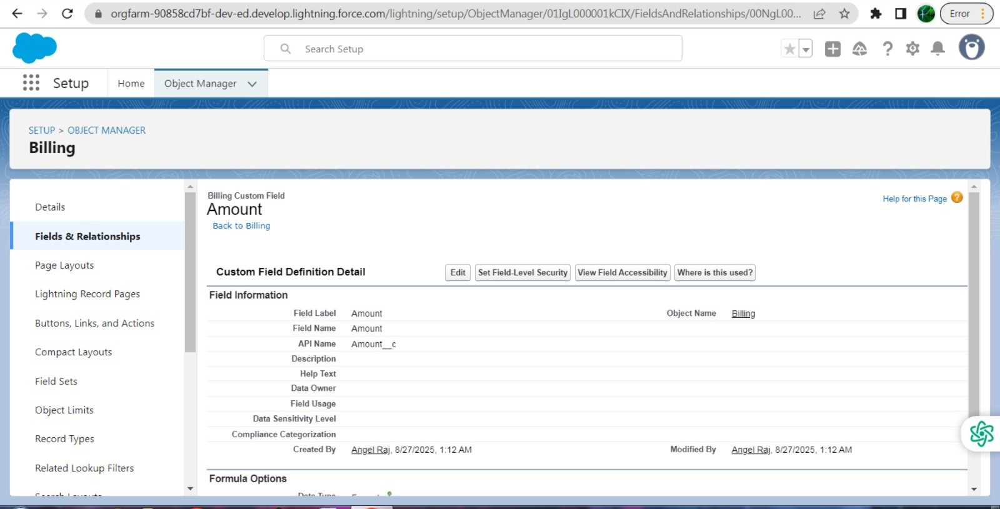 orgfarm-90858cd7bf-dev-ed.develop.lightning.force.com/lightning/setup/ObjectManager/01IgL000001kCIX/FieldsAndRelationships/00NgL00...
Error
Search Setup
Setup
Home
Object Manager
SETUP > OBJECT MANAGER
Billing
Details
Fields & Relationships
Page Layouts
Lightning Record Pages
Buttons, Links, and Actions
Compact Layouts
Field Sets
Object Limits
Record Types
Related Lookup Filters
Search Layouts
Billing Custom Field
Amount
Back to Billing
Help for this Page
Custom Field Definition Detail
Edit
Set Field-Level Security
View Field Accessibility
Where is this used?
Field Information
Field Label Amount Object Name Billing
Field Name Amount
API Name Amount__c
Description
Help Text
Data Owner
Field Usage
Data Sensitivity Level
Compliance Categorization
Created By Angel Raj, 8/27/2025, 1:12 AM Modified By Angel Raj, 8/27/2025, 1:12 AM
Formula Options
Data Type